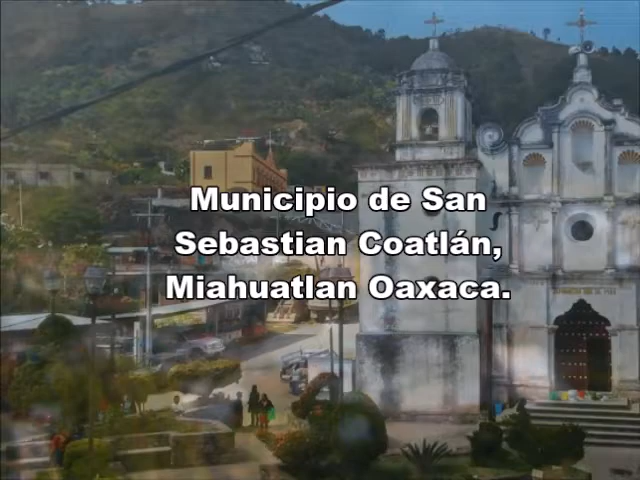 Municipio de San
Sebastian Coatlán,
Miahuatlan Oaxaca.